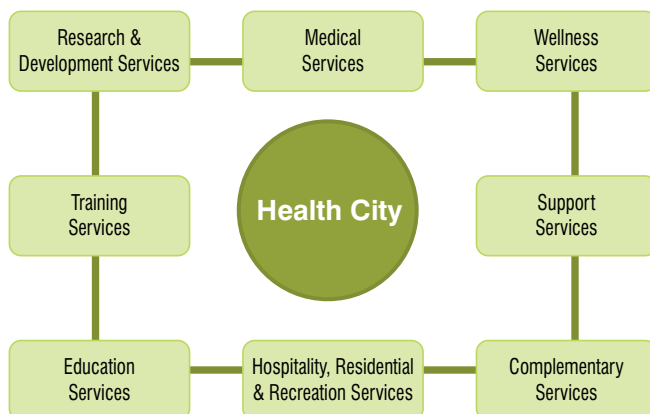 Research &
Development Services
Medical
Services
Wellness
Services
Training
Services
Health City
Support
Services
Education
Services
Hospitality, Residential
& Recreation Services
Complementary
Services